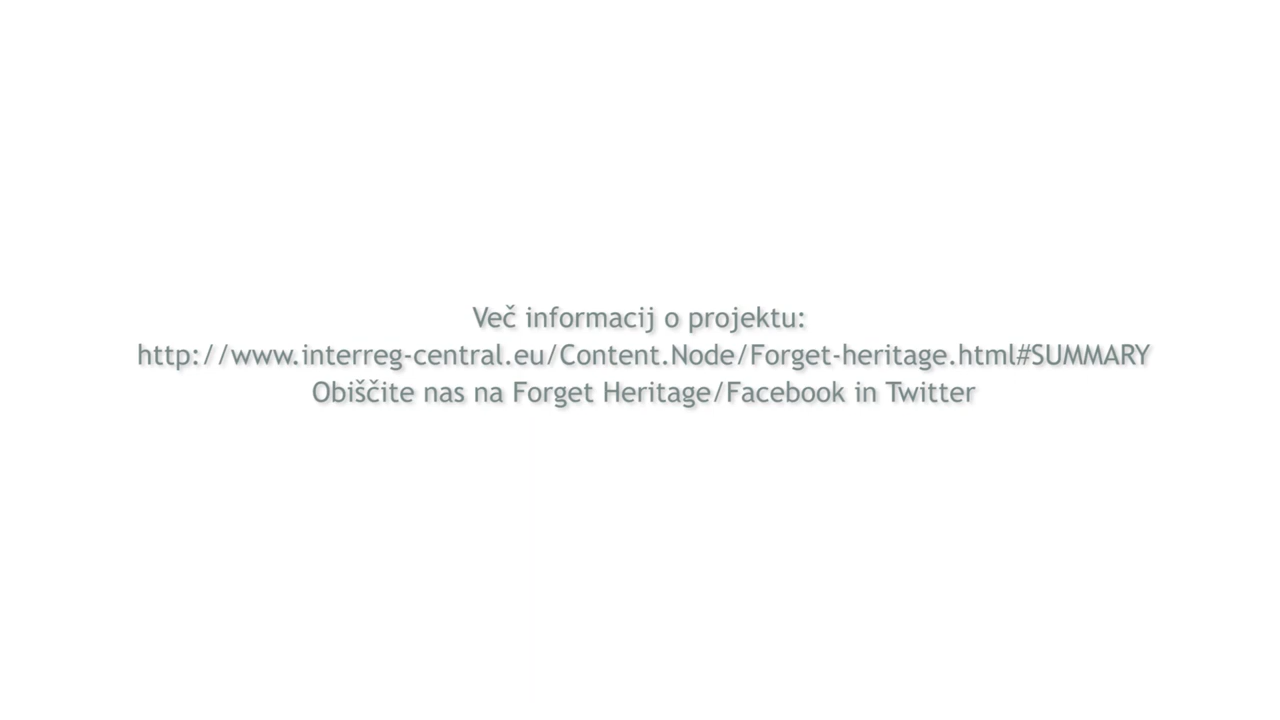 Več informacij o projektu:
http://www.interreg-central.eu/Content.Node/Forget-heritage.html#SUMMARY
Obiščite nas na Forget Heritage/Facebook in Twitter